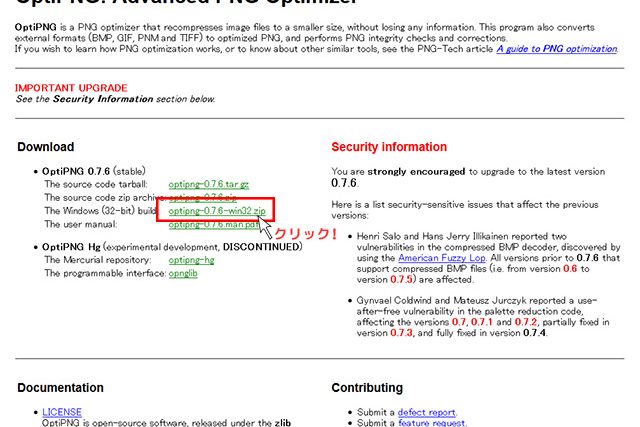 OptiPNG: Advanced PNG Optimizer
OptiPNG is a PNG optimizer that recompresses image files to a smaller size, without losing any information. This program also converts
external formats (BMP, GIF, PNM and TIFF) to optimized PNG, and performs PNG integrity checks and corrections.
If you wish to learn how PNG optimization works, or to know about other similar tools, see the PNG-Tech article A guide to PNG optimization.
IMPORTANT UPGRADE
See the Security Information section below.
Download
OptiPNG 0.7.6 (stable)
The source code tarball: optipng-0.7.6.tar.gz
The source code zip archive: optipng-0.7.6.zip
The Windows (32-bit) build: optipng-0.7.6-win32.zip
The user manual: optipng-0.7.6.man.pdf
クリック!
OptiPNG Hg (experimental development, DISCONTINUED)
The Mercurial repository: optipng-hg
The programmable interface: opnglib
Security information
You are strongly encouraged to upgrade to the latest version
0.7.6.
Here is a list security-sensitive issues that affect the previous
versions:
Henri Salo and Hans Jerry Illikainen reported two
vulnerabilities in the compressed BMP decoder, discovered by
using the American Fuzzy Lop. All versions prior to 0.7.6 that
support compressed BMP files (i.e. from version 0.6 to
version 0.7.5) are affected.
Gynvael Coldwind and Mateusz Jurczyk reported a use-
after-free vulnerability in the palette reduction code,
affecting the versions 0.7, 0.7.1 and 0.7.2, partially fixed in
version 0.7.3, and fully fixed in version 0.7.4.
Documentation
LICENSE
OptiPNG is open-source software, released under the zlib
Contributing
Submit a defect report.
Submit a feature request.